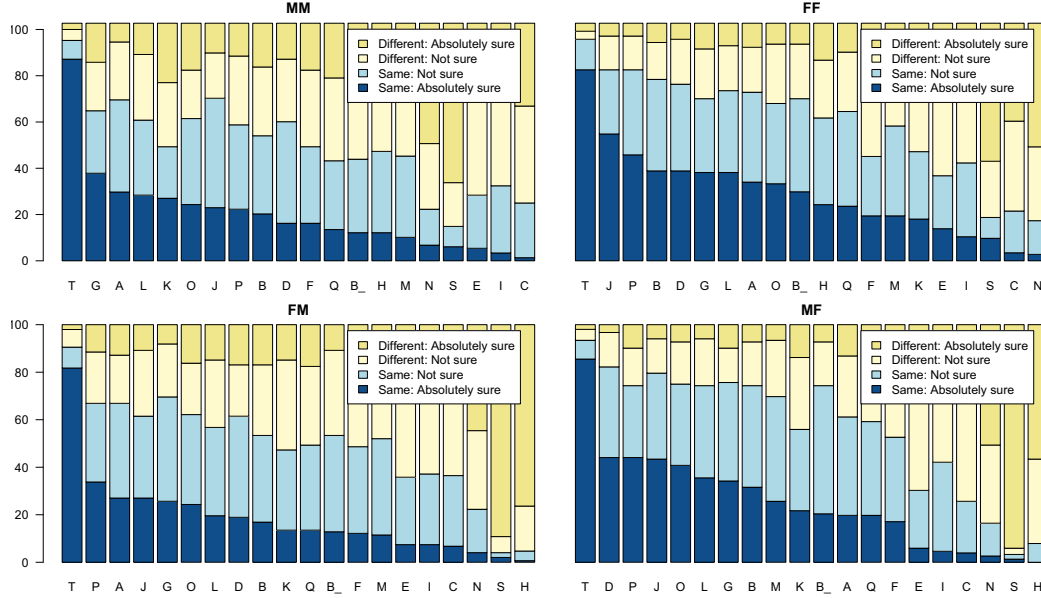 MM
100
80
60
40
20
0
Different: Absolutely sure
Different: Not sure
Same: Not sure
Same: Absolutely sure
T G A L K O J P B D F Q B_ H M N S E I C
FF
Different: Absolutely sure
Different: Not sure
Same: Not sure
Same: Absolutely sure
T J P B D G L A O B_ H Q F M K E I S C N
FM
100
80
60
40
20
0
Different: Absolutely sure
Different: Not sure
Same: Not sure
Same: Absolutely sure
T P A J G O L D B K Q B_ F M E I C N S H
MF
Different: Absolutely sure
Different: Not sure
Same: Not sure
Same: Absolutely sure
T D P J O L G B M K B_ A Q F E I C N S H